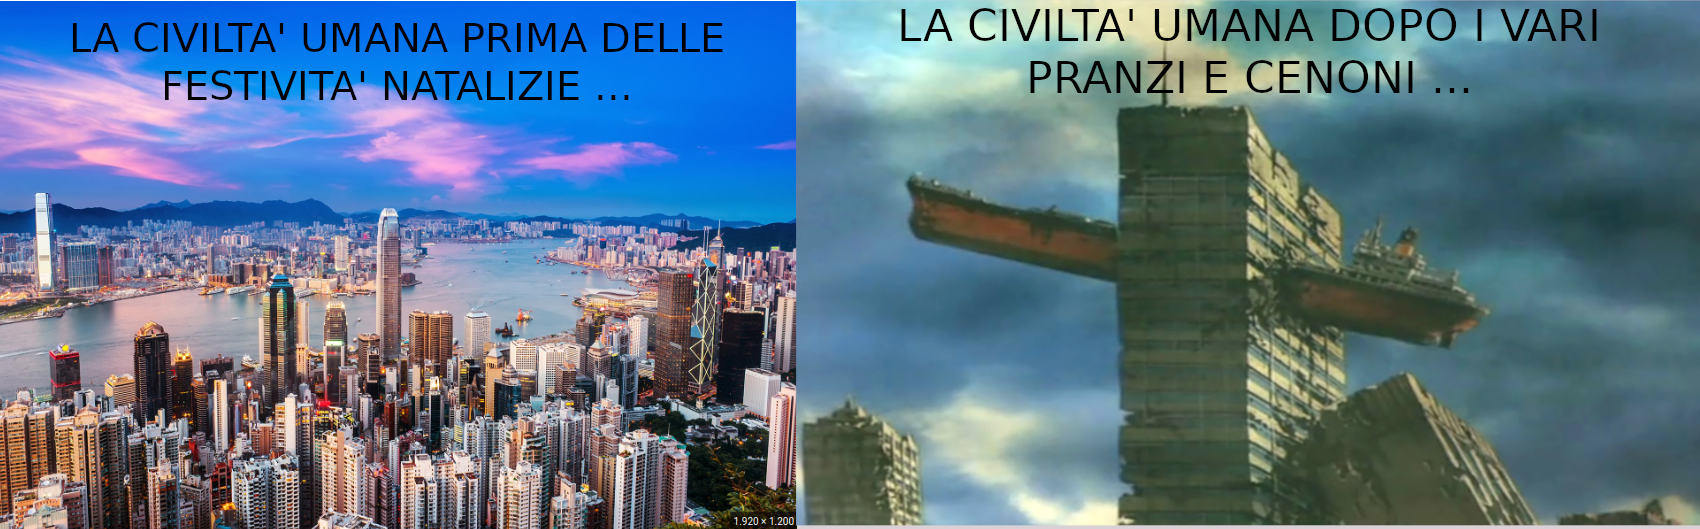 LA CIVILTA' UMANA PRIMA DELLE
FESTIVITA' NATALIZIE ...
LA CIVILTA' UMANA DOPO I VARI
PRANZI E CENONI ...
1.920 × 1.200